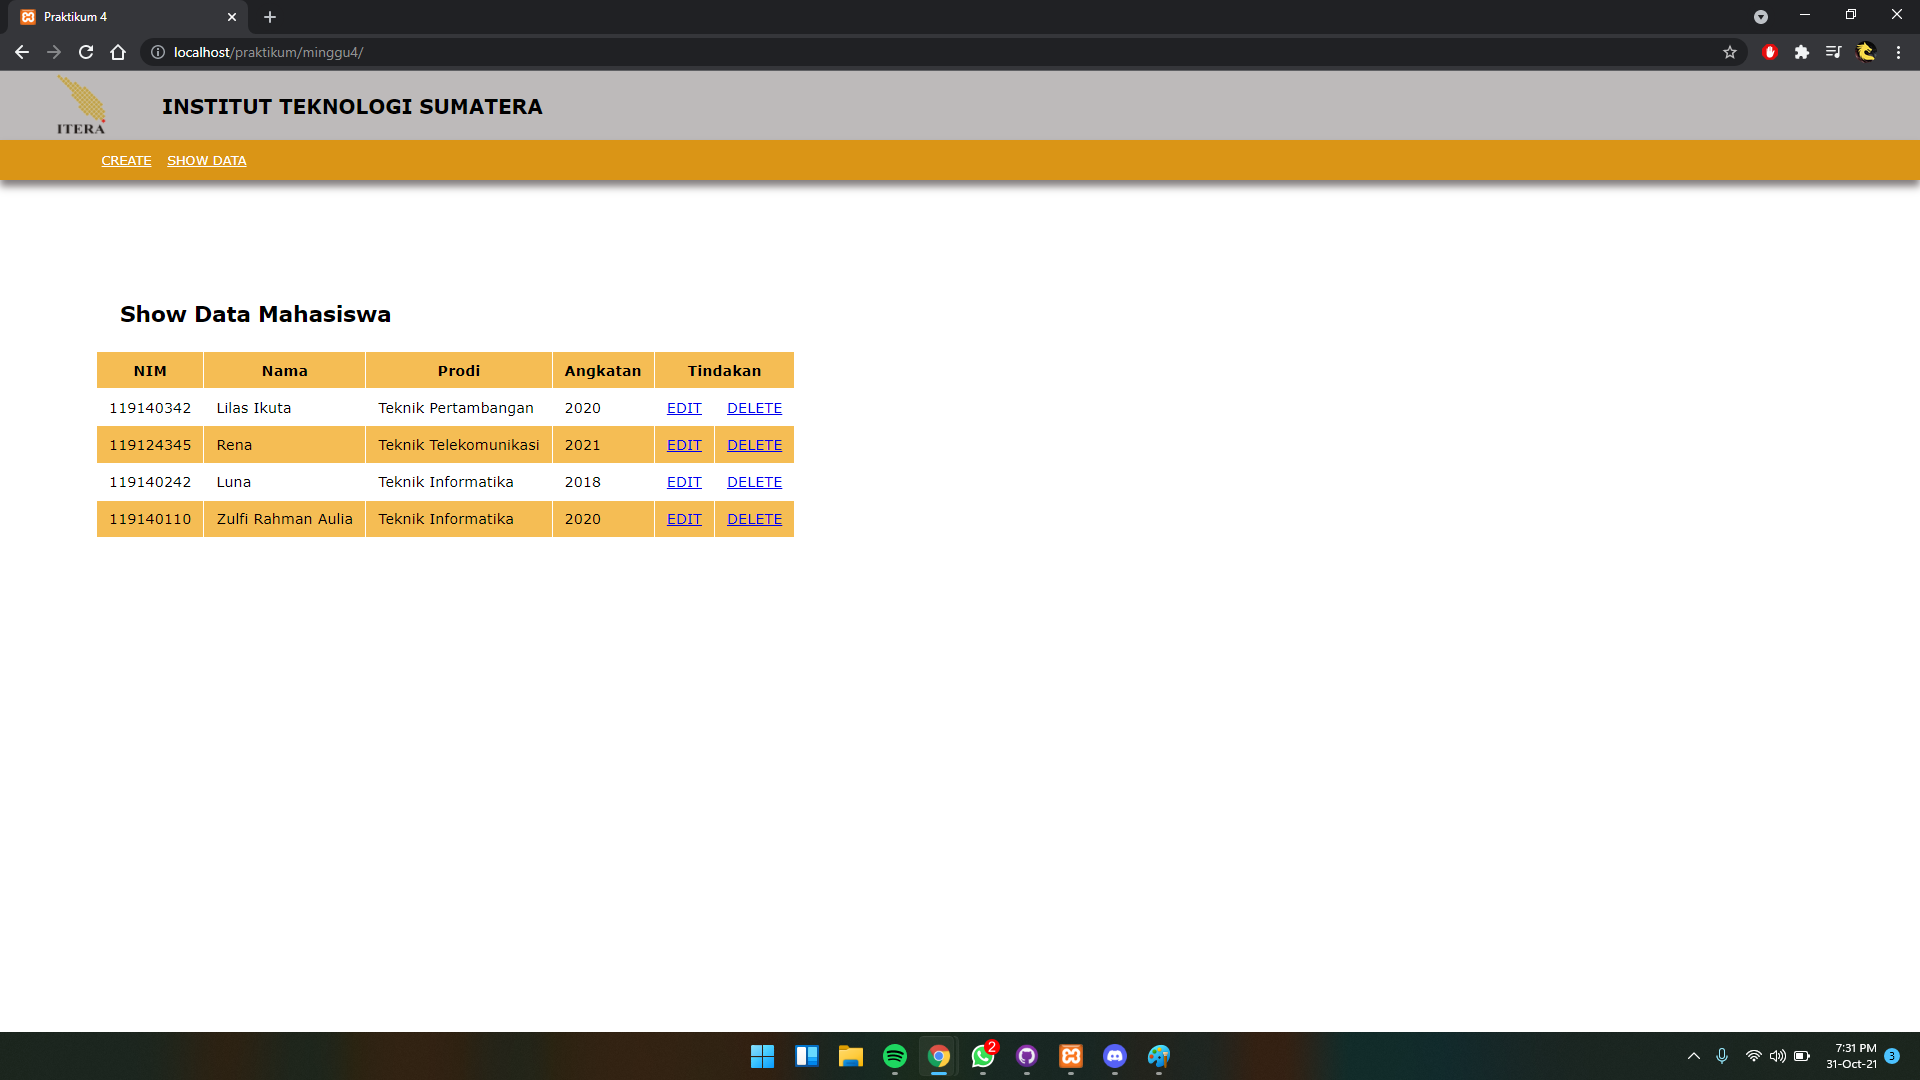 Praktikum 4
localhost/praktikum/minggu4/
ITERA
INSTITUT TEKNOLOGI SUMATERA
CREATE SHOW DATA
Show Data Mahasiswa
NIM Nama Prodi Angkatan Tindakan
119140342 Lilas Ikuta Teknik Pertambangan 2020 EDIT DELETE
119124345 Rena Teknik Telekomunikasi 2021 EDIT DELETE
119140242 Luna Teknik Informatika 2018 EDIT DELETE
119140110 Zulfi Rahman Aulia Teknik Informatika 2020 EDIT DELETE
2
7:31 PM
31-Oct-21
3